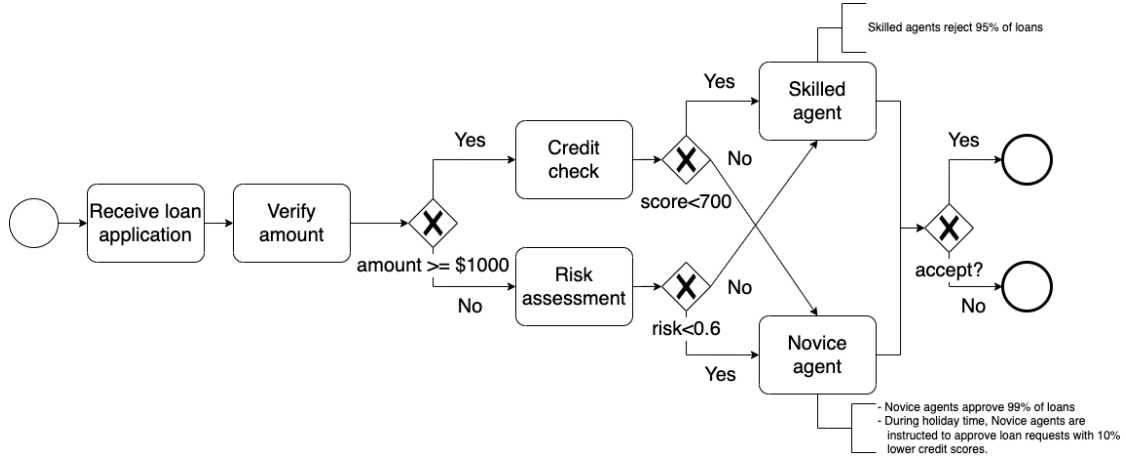 Skilled agents reject 95% of loans
Yes
Skilled
agent
Yes
Credit
check
No
Yes
score<700
Receive loan
application
Verify
amount
amount >= $1000
accept?
No
Risk
assessment
No
No
risk<0.6
Yes
Novice
agent
- Novice agents approve 99% of loans
- During holiday time, Novice agents are
instructed to approve loan requests with 10%
lower credit scores.